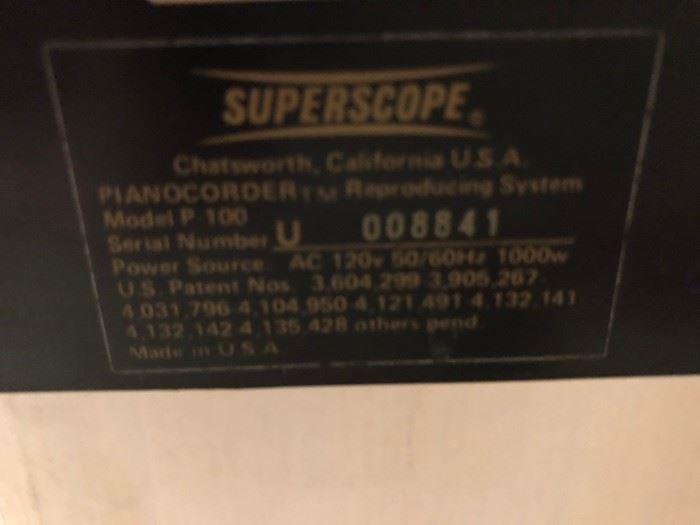 SUPERSCOPE®
Chatsworth, California U.S.A.
PIANOCORDER™ Reproducing System
Model P 100
Serial Number U 008841
Power Source: AC 120v 50/60Hz 1000w
U.S. Patent Nos. 3,604,299 3,905,267
4,031,796 4,104,950 4,121,491 4,132,141
4,132,142 4,135,428 others pend.
Made in U.S.A.